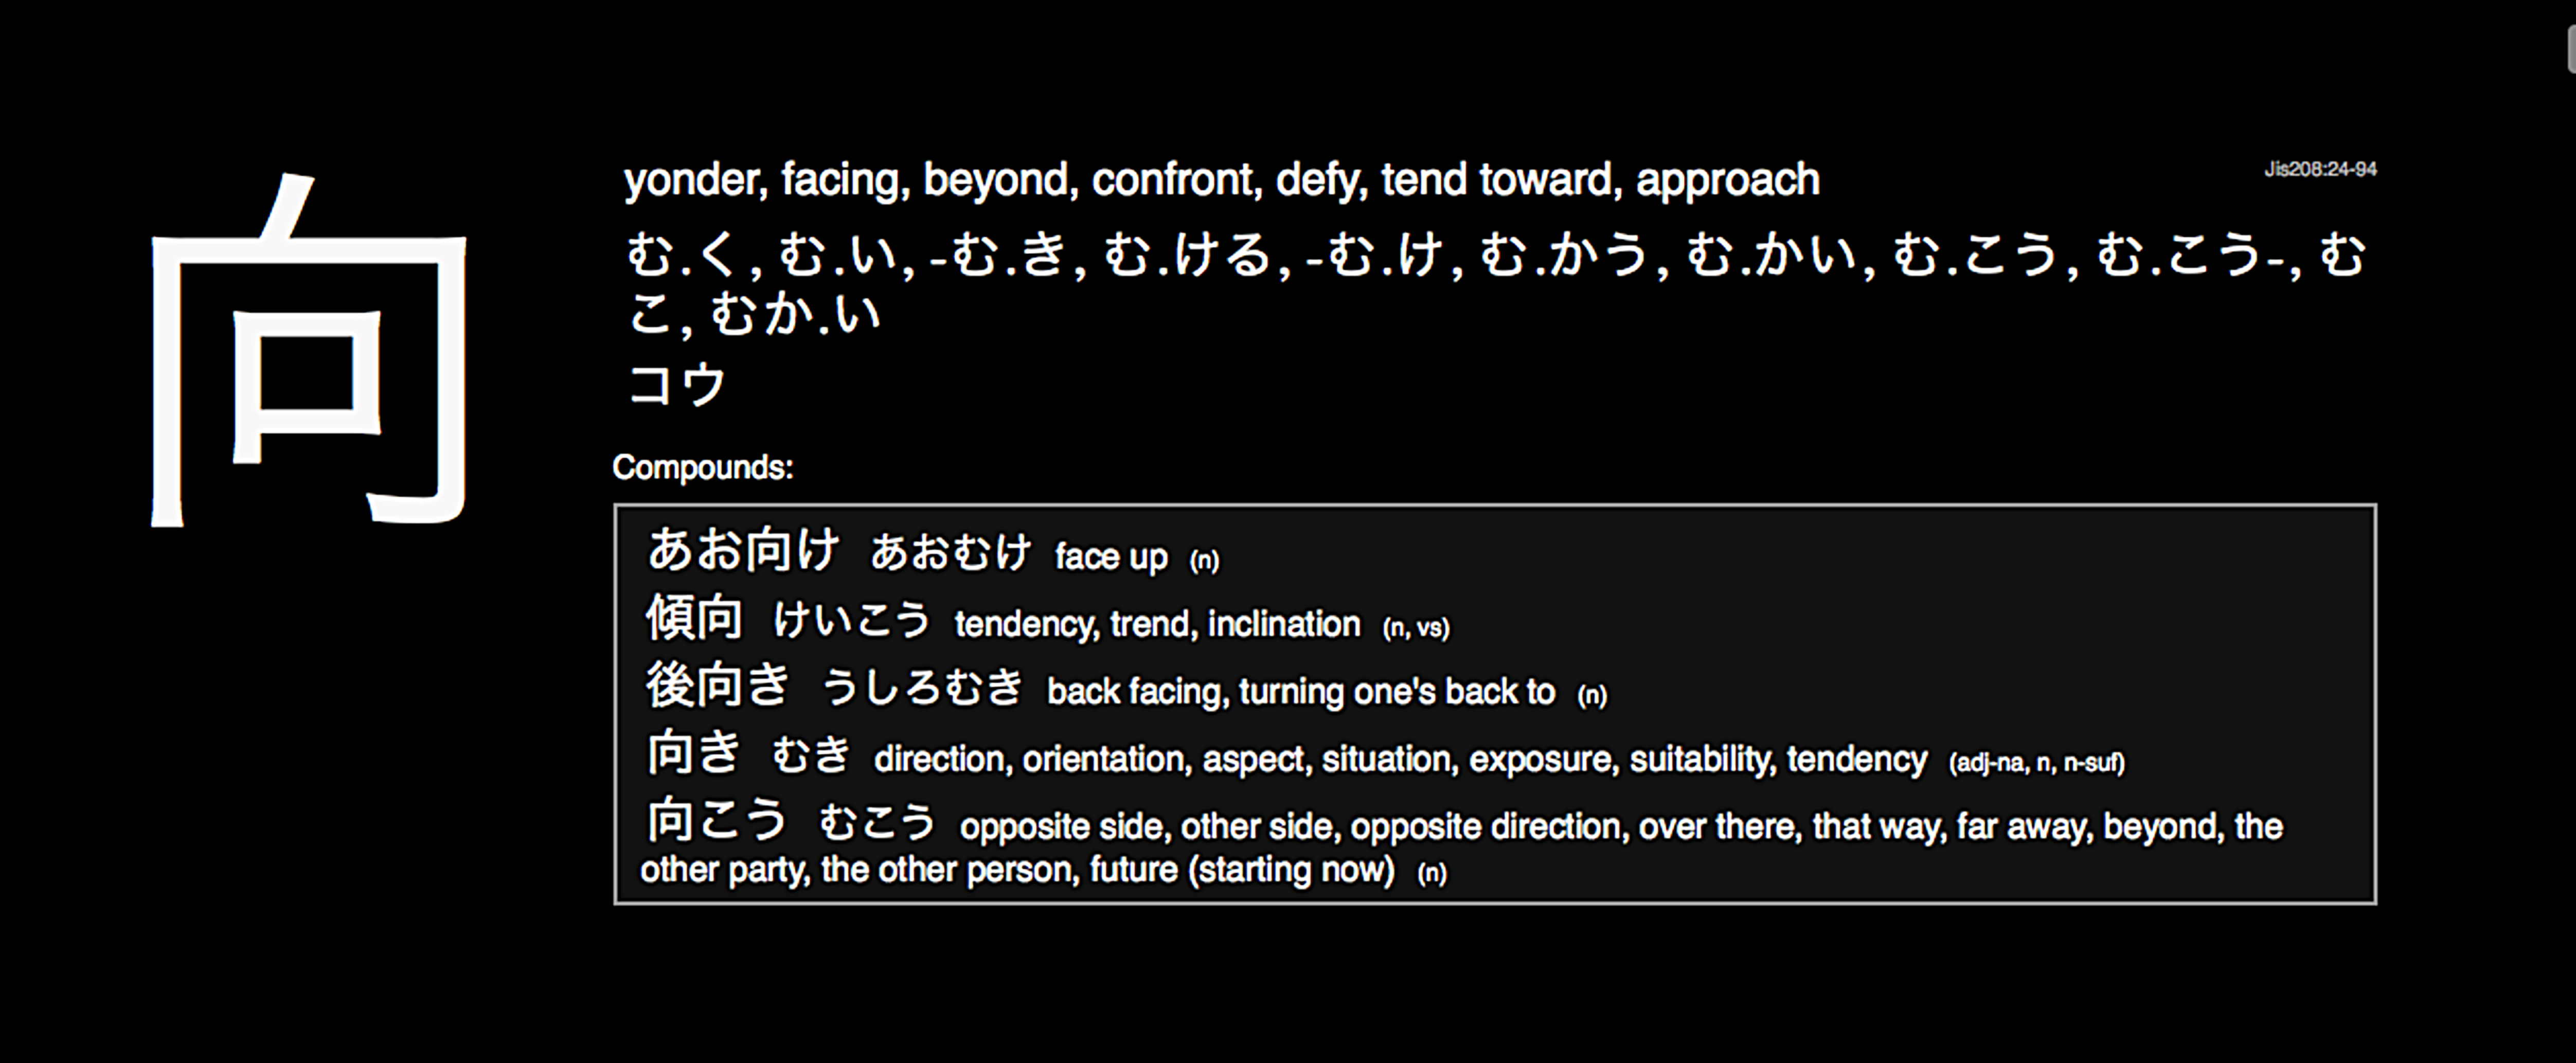 向
yonder, facing, beyond, confront, defy, tend toward, approach
Jis208:24-94
む.く, む.い, -む.き, む.ける, -む.け, む.かう, む.かい, む.こう, む.こう-, む
こ, むか.い
コウ
Compounds:
あお向け あおむけ face up (n)
傾向 けいこう tendency, trend, inclination (n, vs)
後向き うしろむき back facing, turning one's back to (n)
向き むき direction, orientation, aspect, situation, exposure, suitability, tendency (adj-na, n, n-suf)
向こう むこう opposite side, other side, opposite direction, over there, that way, far away, beyond, the
other party, the other person, future (starting now) (n)